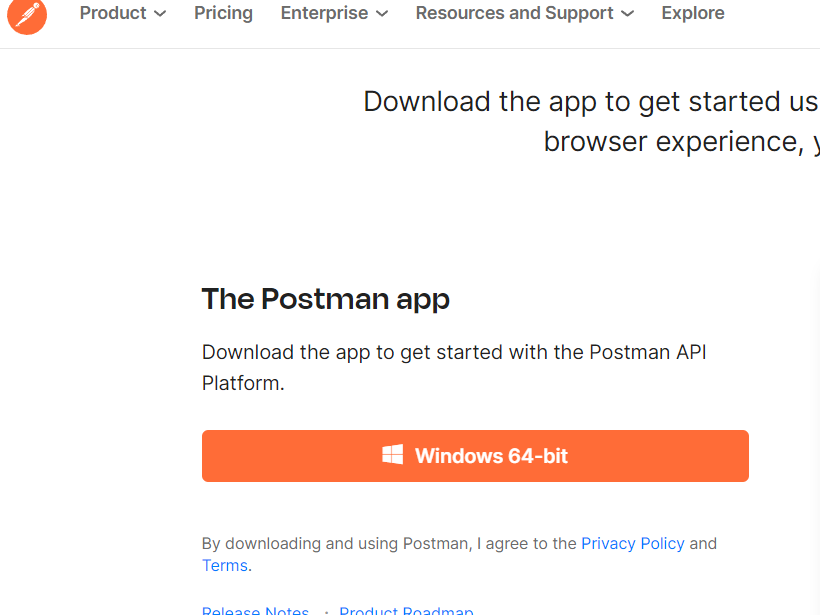 Product Pricing Enterprise Resources and Support Explore
Download the app to get started us
browser experience,
The Postman app
Download the app to get started with the Postman API
Platform.
Windows 64-bit
By downloading and using Postman, I agree to the Privacy Policy and
Terms.
Release Notes · Product Roadmap